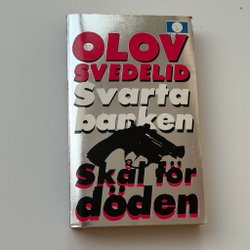 OLOV
SVEDELID
Svarta
banken
Skål för
döden